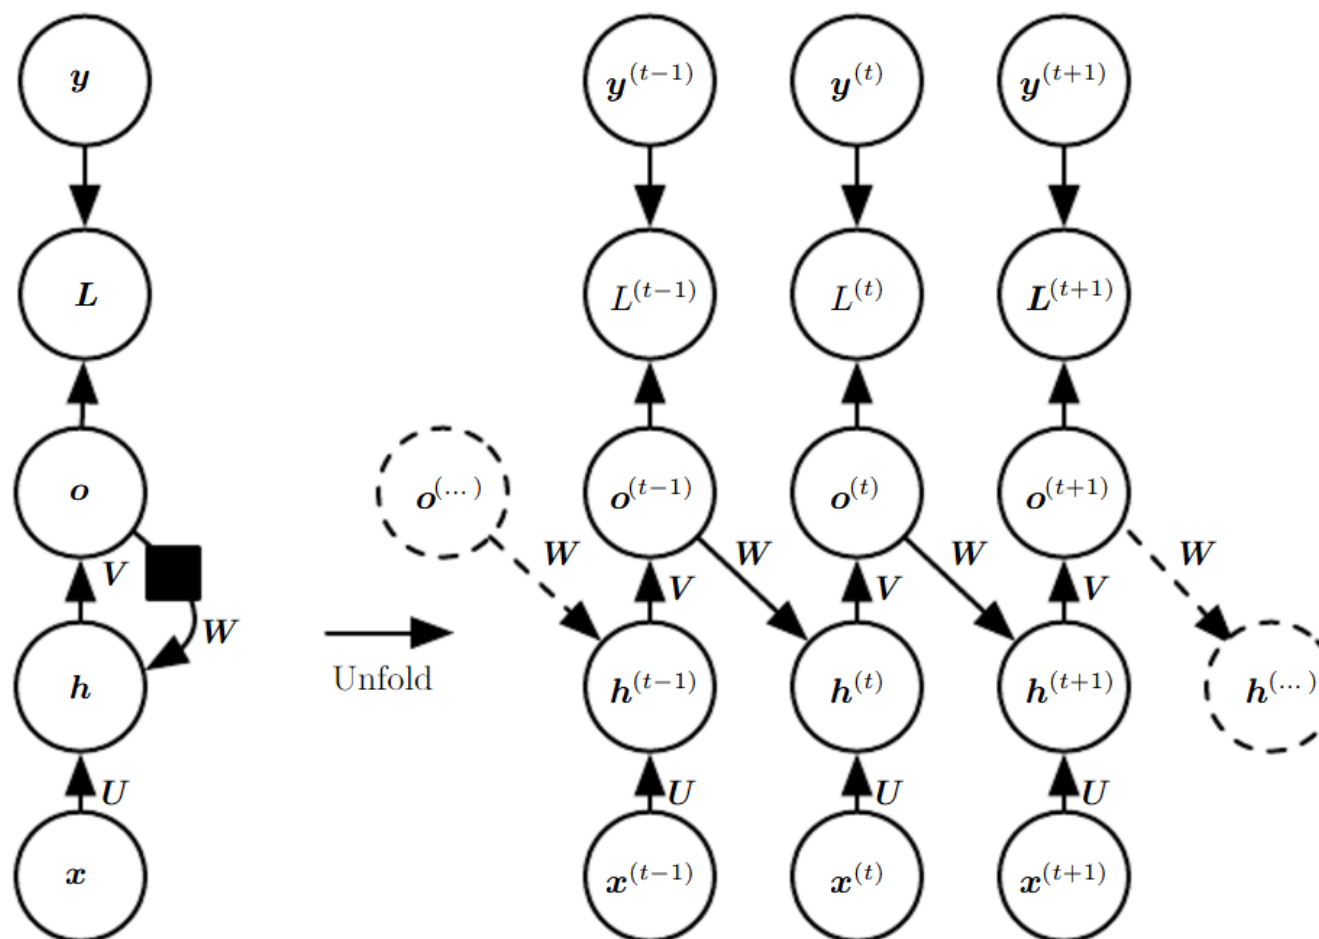 y y^(t−1) y^(t) y^(t+1)
L L^(t−1) L^(t) L^(t+1)
o o^(...) o^(t−1) o^(t) o^(t+1)
W W W W
V V V V
W
Unfold
h h^(t−1) h^(t) h^(t+1) h^(...)
U U U U
x x^(t−1) x^(t) x^(t+1)